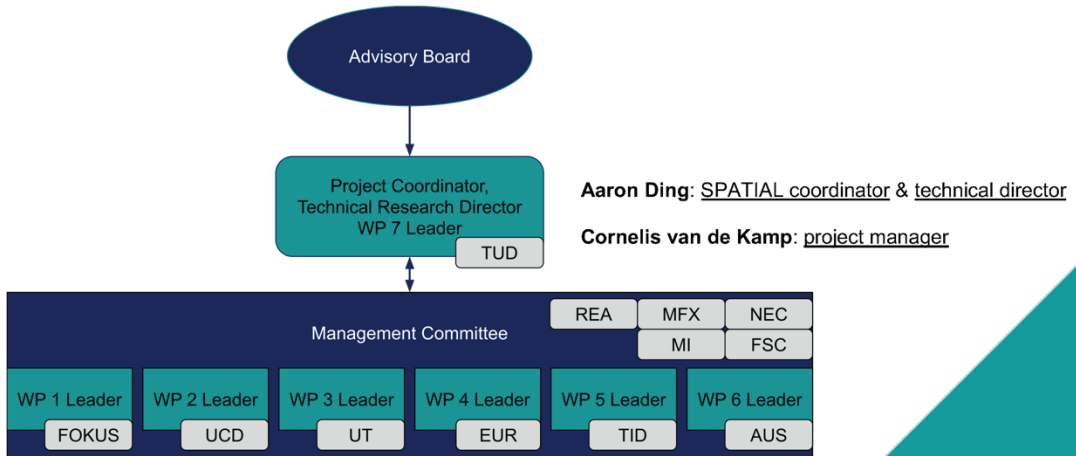 Advisory Board
Project Coordinator,
Technical Research Director
WP 7 Leader
TUD
Aaron Ding: SPATIAL coordinator & technical director
Cornelis van de Kamp: project manager
REA MFX NEC
Management Committee
MI FSC
WP 1 Leader WP 2 Leader WP 3 Leader WP 4 Leader WP 5 Leader WP 6 Leader
FOKUS UCD UT EUR TID AUS